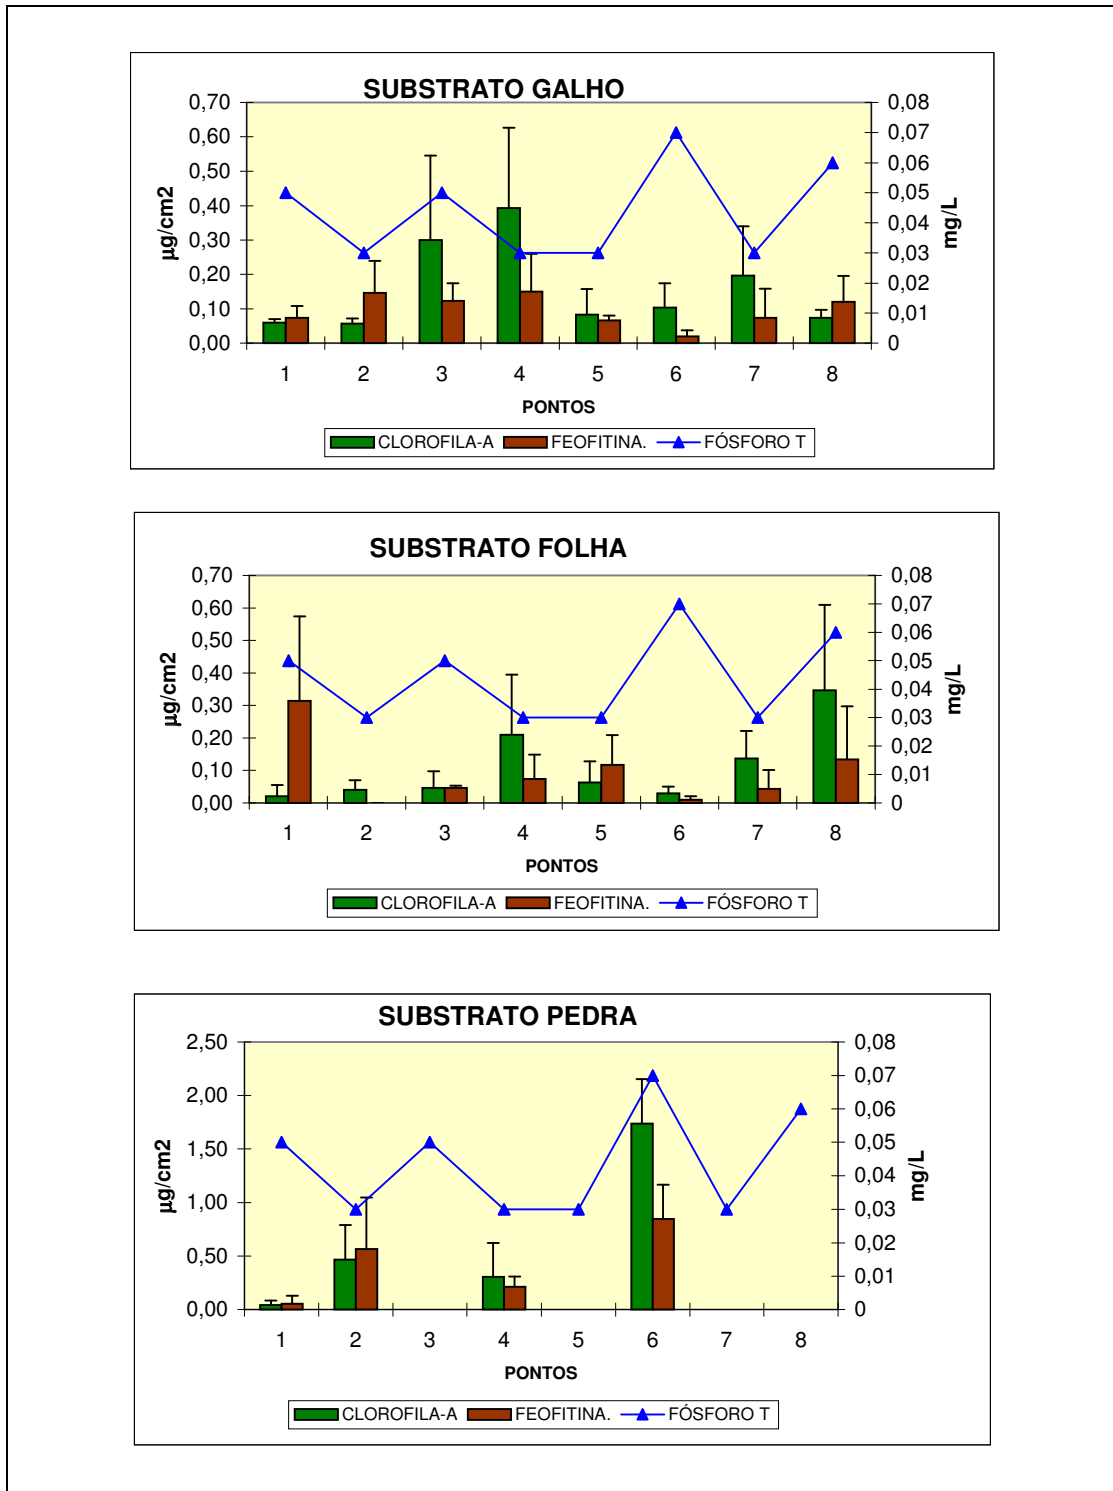 SUBSTRATO GALHO
0,70 0,08
0,60 0,07
0,50 0,06
0,40 0,05
0,30 0,04
0,20 0,03
0,10 0,02
0,00 0,01
0
µg/cm2
mg/L
1 2 3 4 5 6 7 8
PONTOS
CLOROFILA-A FEOFITINA. FÓSFORO T
SUBSTRATO FOLHA
0,70 0,08
0,60 0,07
0,50 0,06
0,40 0,05
0,30 0,04
0,20 0,03
0,10 0,02
0,00 0,01
0
µg/cm2
mg/L
1 2 3 4 5 6 7 8
PONTOS
CLOROFILA-A FEOFITINA. FÓSFORO T
SUBSTRATO PEDRA
2,50 0,08
2,00 0,07
1,50 0,06
1,00 0,05
0,50 0,04
0,00 0,03
0,02
0,01
0
µg/cm2
mg/L
1 2 3 4 5 6 7 8
PONTOS
CLOROFILA-A FEOFITINA. FÓSFORO T